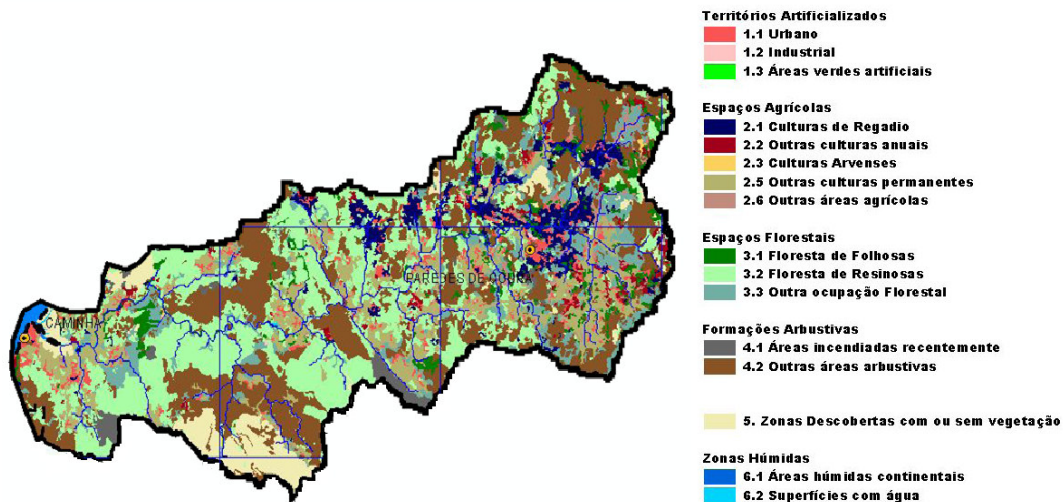 Territórios Artificializados
1.1 Urbano
1.2 Industrial
1.3 Áreas verdes artificiais
Espaços Agrícolas
2.1 Culturas de Regadio
2.2 Outras culturas anuais
2.3 Culturas Arvenses
2.5 Outras culturas permanentes
2.6 Outras áreas agrícolas
Espaços Florestais
3.1 Floresta de Folhosas
3.2 Floresta de Resinosas
3.3 Outra ocupação Florestal
Formações Arbustivas
4.1 Áreas incendiadas recentemente
4.2 Outras áreas arbustivas
5. Zonas Descobertas com ou sem vegetação
Zonas Húmidas
6.1 Áreas húmidas continentais
6.2 Superfícies com água
PAREDES DE COURA
CAMINHA